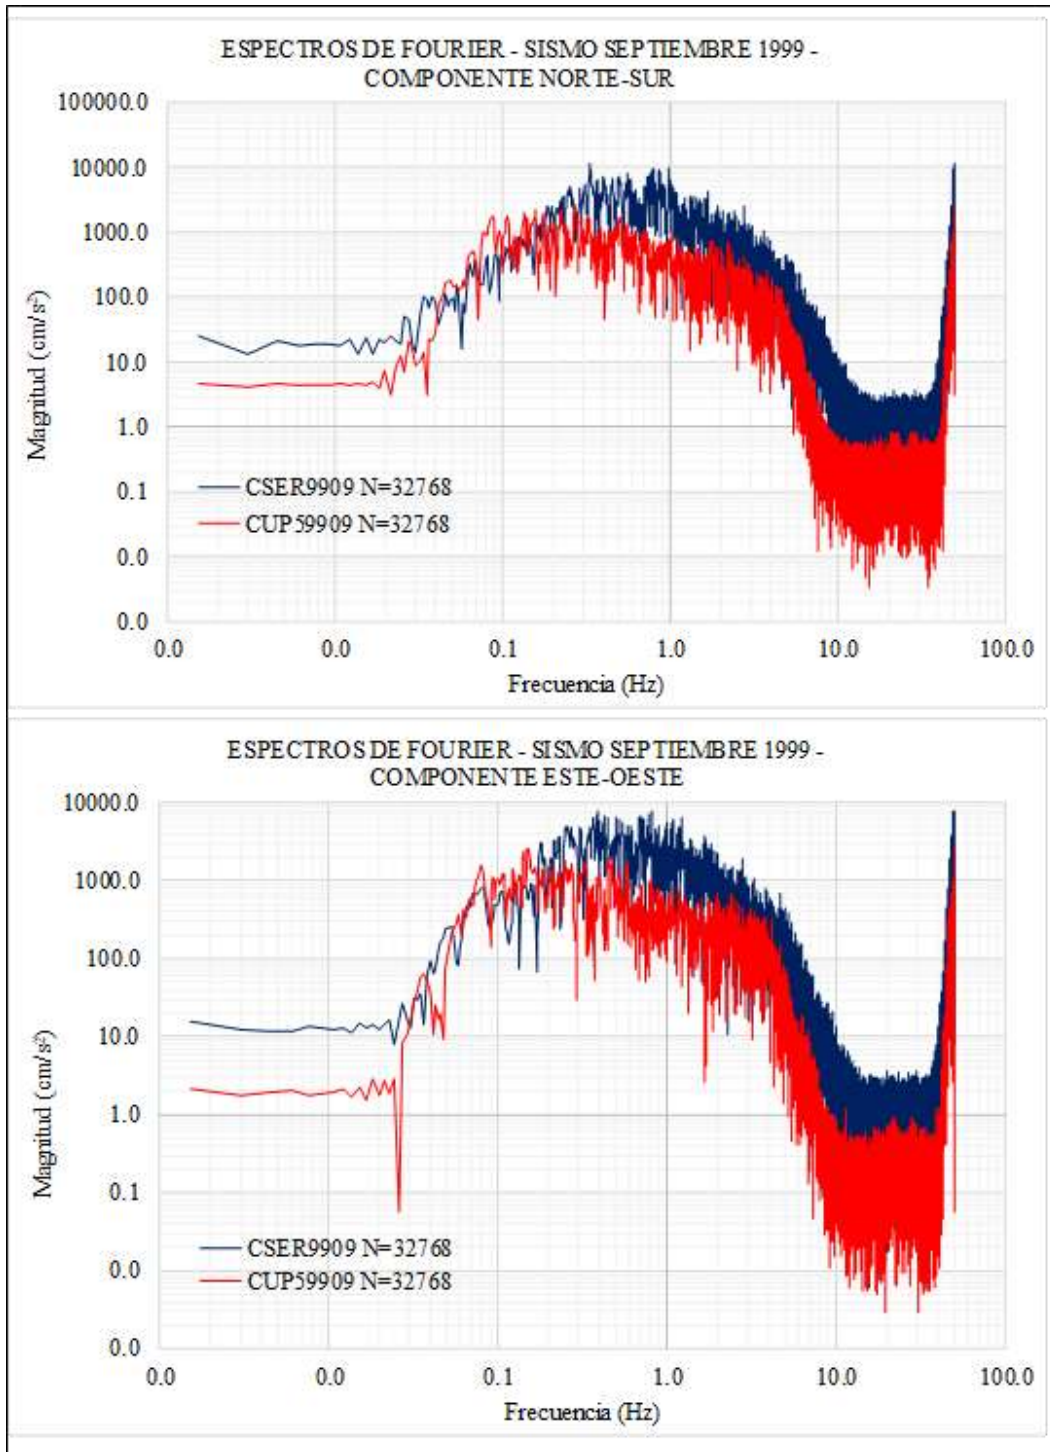 ESPECTROS DE FOURIER - SISMO SEPTIEMBRE 1999 -
COMPONENTE NORTE-SUR
100000.0
10000.0
1000.0
100.0
10.0
1.0
0.1
0.0
0.0
Magnitud (cm/s²)
CSER9909 N=32768
CUP59909 N=32768
0.0 0.0 0.1 1.0 10.0 100.0
Frecuencia (Hz)
ESPECTROS DE FOURIER - SISMO SEPTIEMBRE 1999 -
COMPONENTE ESTE-OESTE
10000.0
1000.0
100.0
10.0
1.0
0.1
0.0
0.0
Magnitud (cm/s²)
CSER9909 N=32768
CUP59909 N=32768
0.0 0.0 0.1 1.0 10.0 100.0
Frecuencia (Hz)